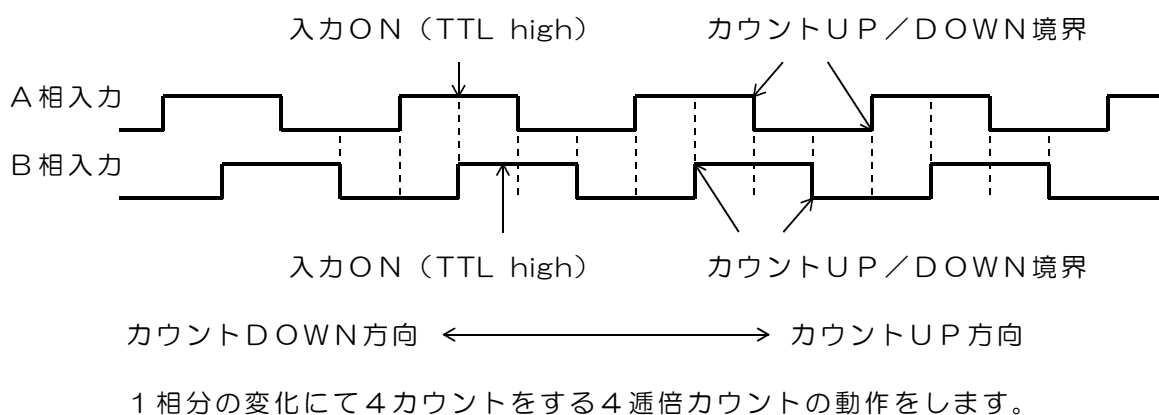 入力ON(TTL high) カウントUP/DOWN境界
A相入力
B相入力
入力ON(TTL high) カウントUP/DOWN境界
カウントDOWN方向 カウントUP方向
1相分の変化にて4カウントをする4逓倍カウントの動作をします。